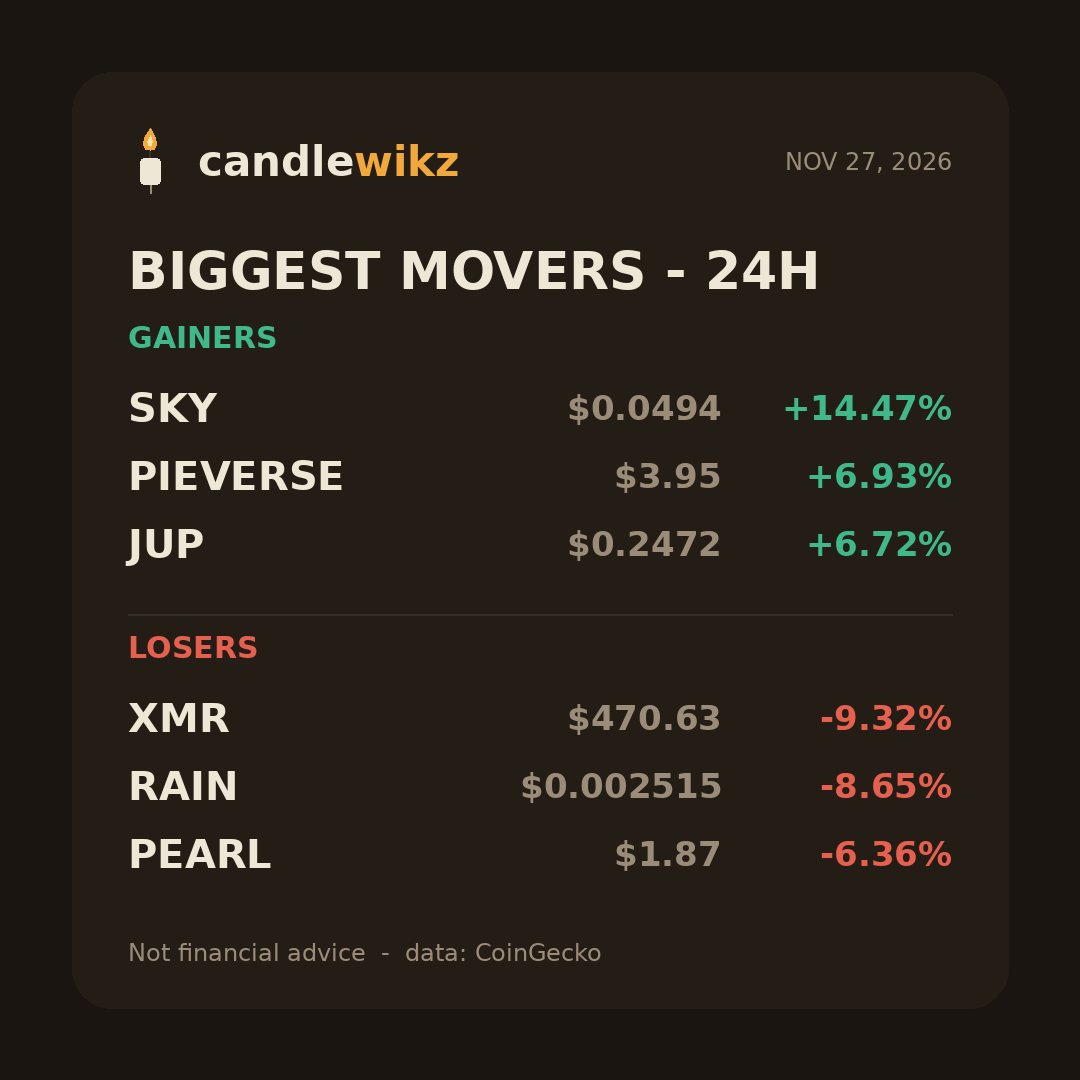 candlewikz NOV 27, 2026
BIGGEST MOVERS - 24H
GAINERS
SKY $0.0494 +14.47%
PIEVERSE $3.95 +6.93%
JUP $0.2472 +6.72%
LOSERS
XMR $470.63 -9.32%
RAIN $0.002515 -8.65%
PEARL $1.87 -6.36%
Not financial advice - data: CoinGecko